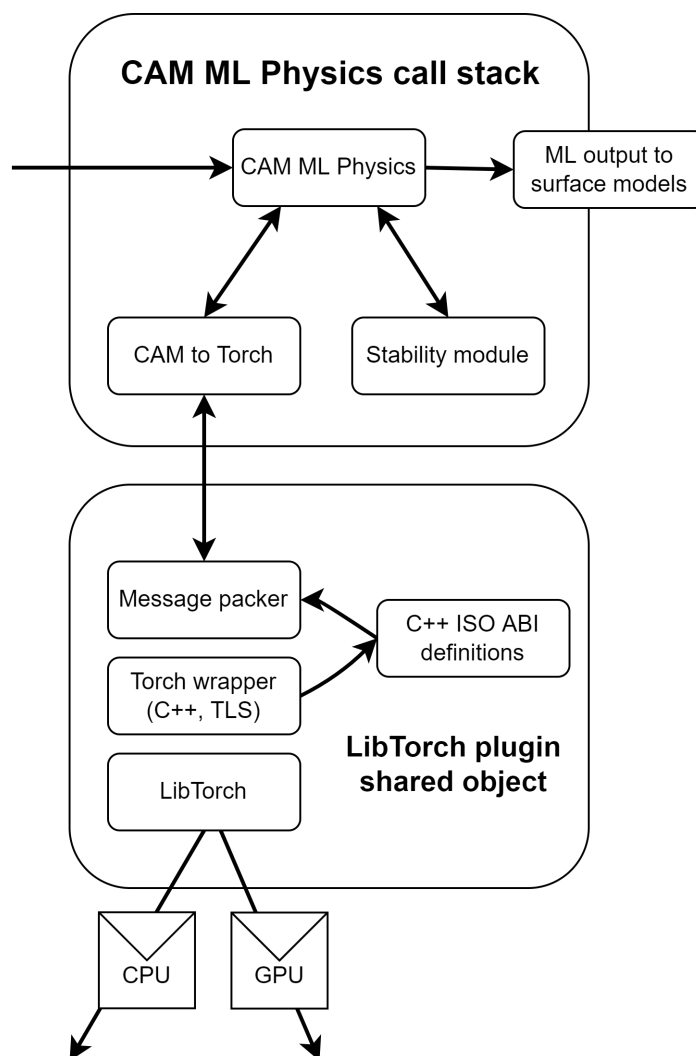 CAM ML Physics call stack
CAM ML Physics
ML output to
surface models
CAM to Torch
Stability module
Message packer
C++ ISO ABI
definitions
Torch wrapper
(C++, TLS)
LibTorch plugin
shared object
LibTorch
CPU
GPU